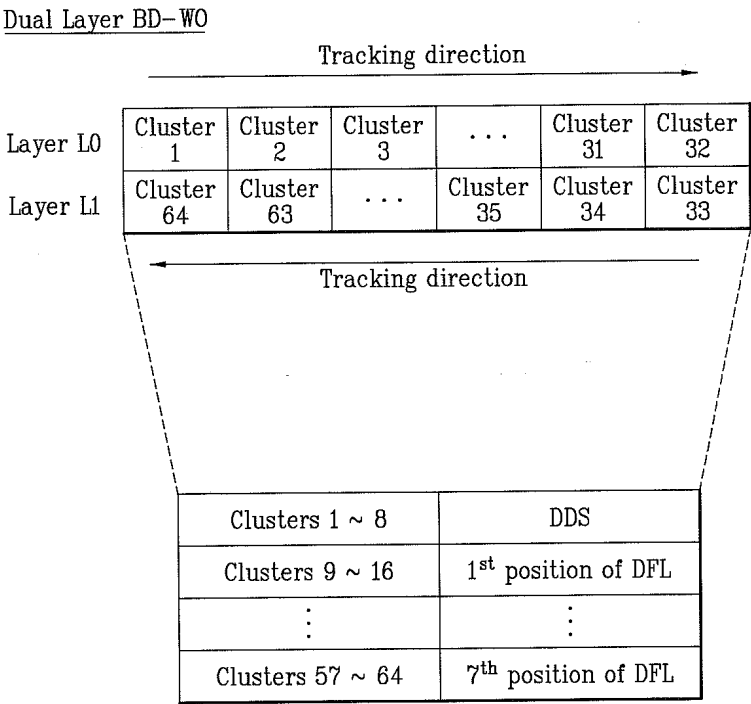 Dual Layer BD-WO
Tracking direction
Layer L0 Cluster 1 Cluster 2 Cluster 3 ... Cluster 31 Cluster 32
Layer L1 Cluster 64 Cluster 63 ... Cluster 35 Cluster 34 Cluster 33
Tracking direction
Clusters 1 ~ 8 DDS
Clusters 9 ~ 16 1st position of DFL
⋮ ⋮
Clusters 57 ~ 64 7th position of DFL